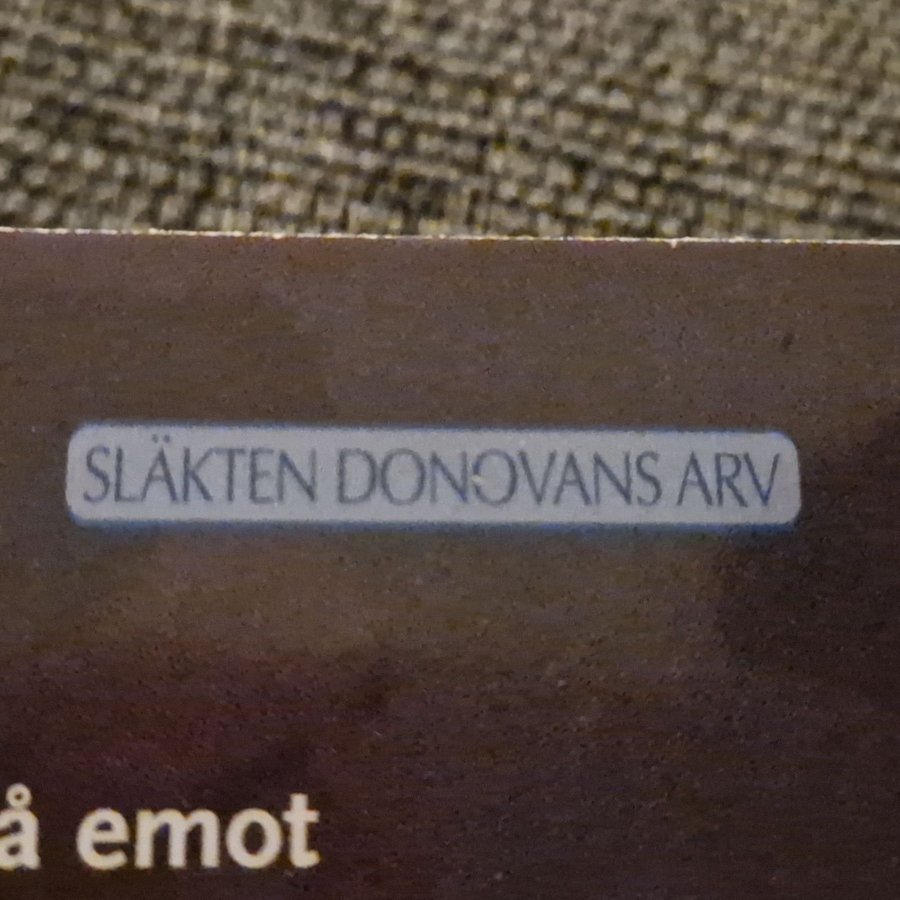 SLÄKTEN DONOVANS ARV
å emot